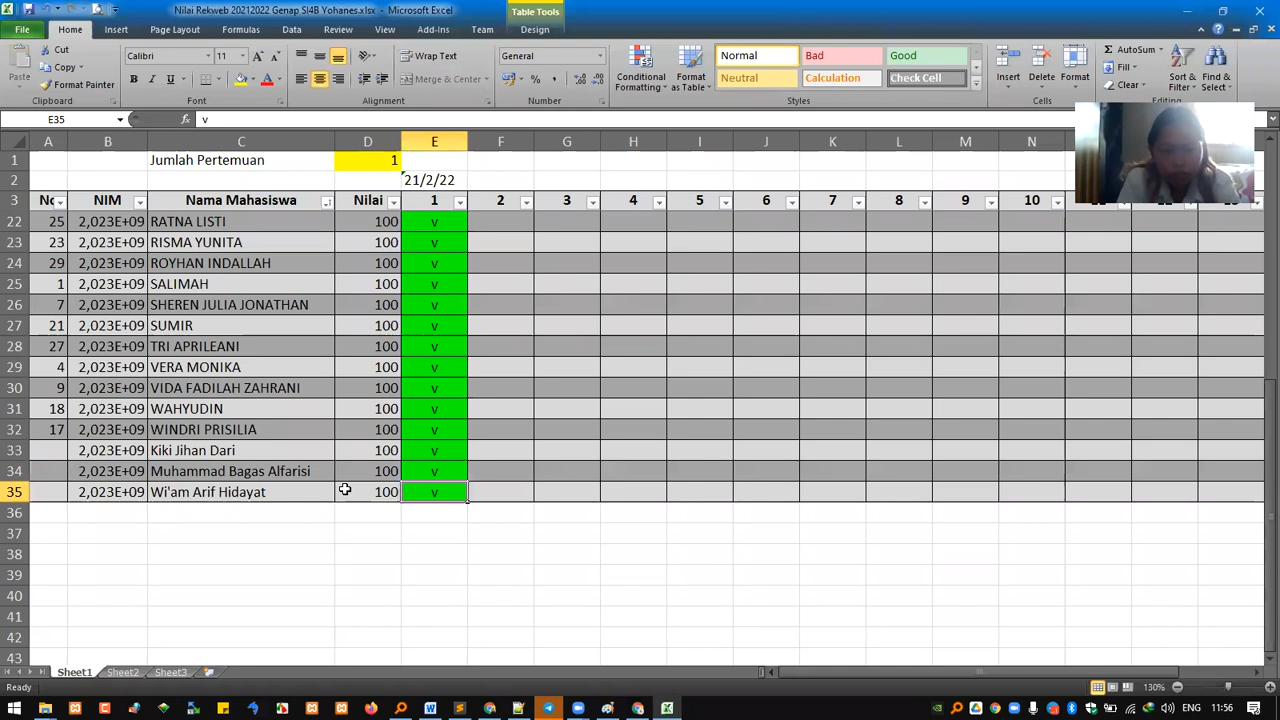 Nilai Rekweb 20212022 Genap SI4B Yohanes.xlsx - Microsoft Excel
Table Tools
File Home Insert Page Layout Formulas Data Review View Add-Ins Team Design
Cut
Copy
Format Painter
Paste
Clipboard
Calibri 11
Font
Wrap Text
Merge & Center
Alignment
General
Number
Conditional Formatting
Format as Table
Normal Bad Good
Neutral Calculation Check Cell
Styles
Insert Delete Format
Cells
AutoSum
Fill
Clear
Sort & Filter
Find & Select
E35 fx v
A B C D E F G H I J K L M N
1 Jumlah Pertemuan 1
2 21/2/22
3 Nc NIM Nama Mahasiswa Nilai 1 2 3 4 5 6 7 8 9 10
22 25 2,023E+09 RATNA LISTI 100 v
23 23 2,023E+09 RISMA YUNITA 100 v
24 29 2,023E+09 ROYHAN INDALLAH 100 v
25 1 2,023E+09 SALIMAH 100 v
26 7 2,023E+09 SHEREN JULIA JONATHAN 100 v
27 21 2,023E+09 SUMIR 100 v
28 27 2,023E+09 TRI APRILEANI 100 v
29 4 2,023E+09 VERA MONIKA 100 v
30 9 2,023E+09 VIDA FADILAH ZAHRANI 100 v
31 18 2,023E+09 WAHYUDIN 100 v
32 17 2,023E+09 WINDRI PRISILIA 100 v
33 2,023E+09 Kiki Jihan Dari 100 v
34 2,023E+09 Muhammad Bagas Alfarisi 100 v
35 2,023E+09 Wi'am Arif Hidayat 100 v
36
37
38
39
40
41
42
43
Sheet1 Sheet2 Sheet3
Ready 130%
ENG 11:56